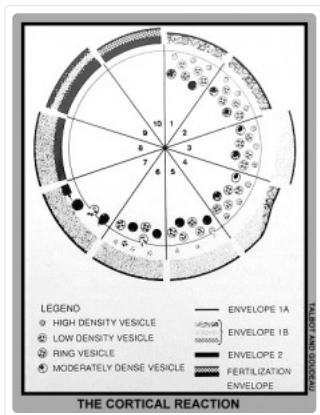 10 1
9 2
8 3
7 4
6 5
LEGEND
HIGH DENSITY VESICLE
LOW DENSITY VESICLE
RING VESICLE
MODERATELY DENSE VESICLE
ENVELOPE 1A
ENVELOPE 1B
ENVELOPE 2
FERTILIZATION
ENVELOPE
TALBOT AND GOUDEAU
THE CORTICAL REACTION